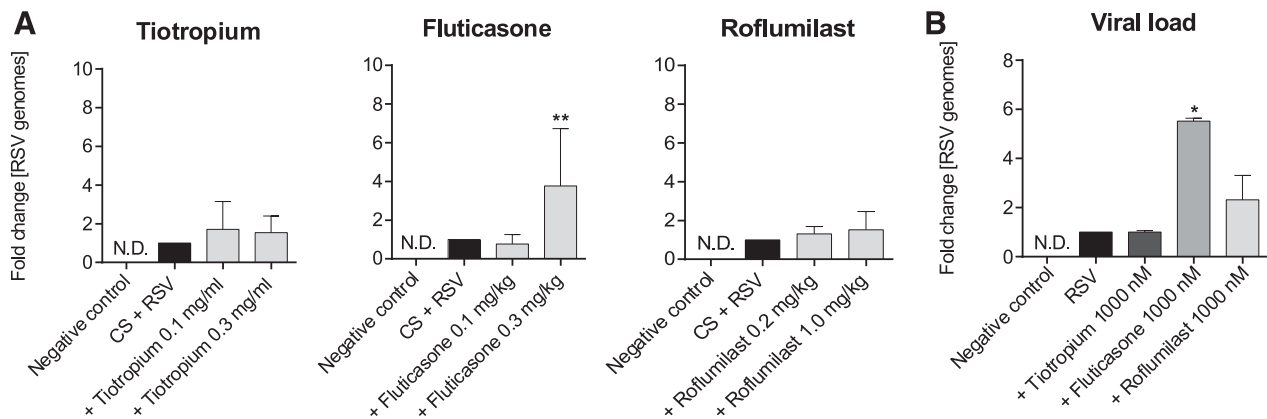 A
Tiotropium
Fold change [RSV genomes]
10
8
6
4
2
0
N.D.
Negative control
CS + RSV
+ Tiotropium 0.1 mg/ml
+ Tiotropium 0.3 mg/ml
Fluticasone
10
8
6
4
2
0
N.D.
**
Negative control
CS + RSV
+ Fluticasone 0.1 mg/kg
+ Fluticasone 0.3 mg/kg
Roflumilast
10
8
6
4
2
0
N.D.
Negative control
CS + RSV
+ Roflumilast 0.2 mg/kg
+ Roflumilast 1.0 mg/kg
B
Viral load
Fold change [RSV genomes]
8
6
4
2
0
N.D.
*
Negative control
RSV
+ Tiotropium 1000 nM
+ Fluticasone 1000 nM
+ Roflumilast 1000 nM